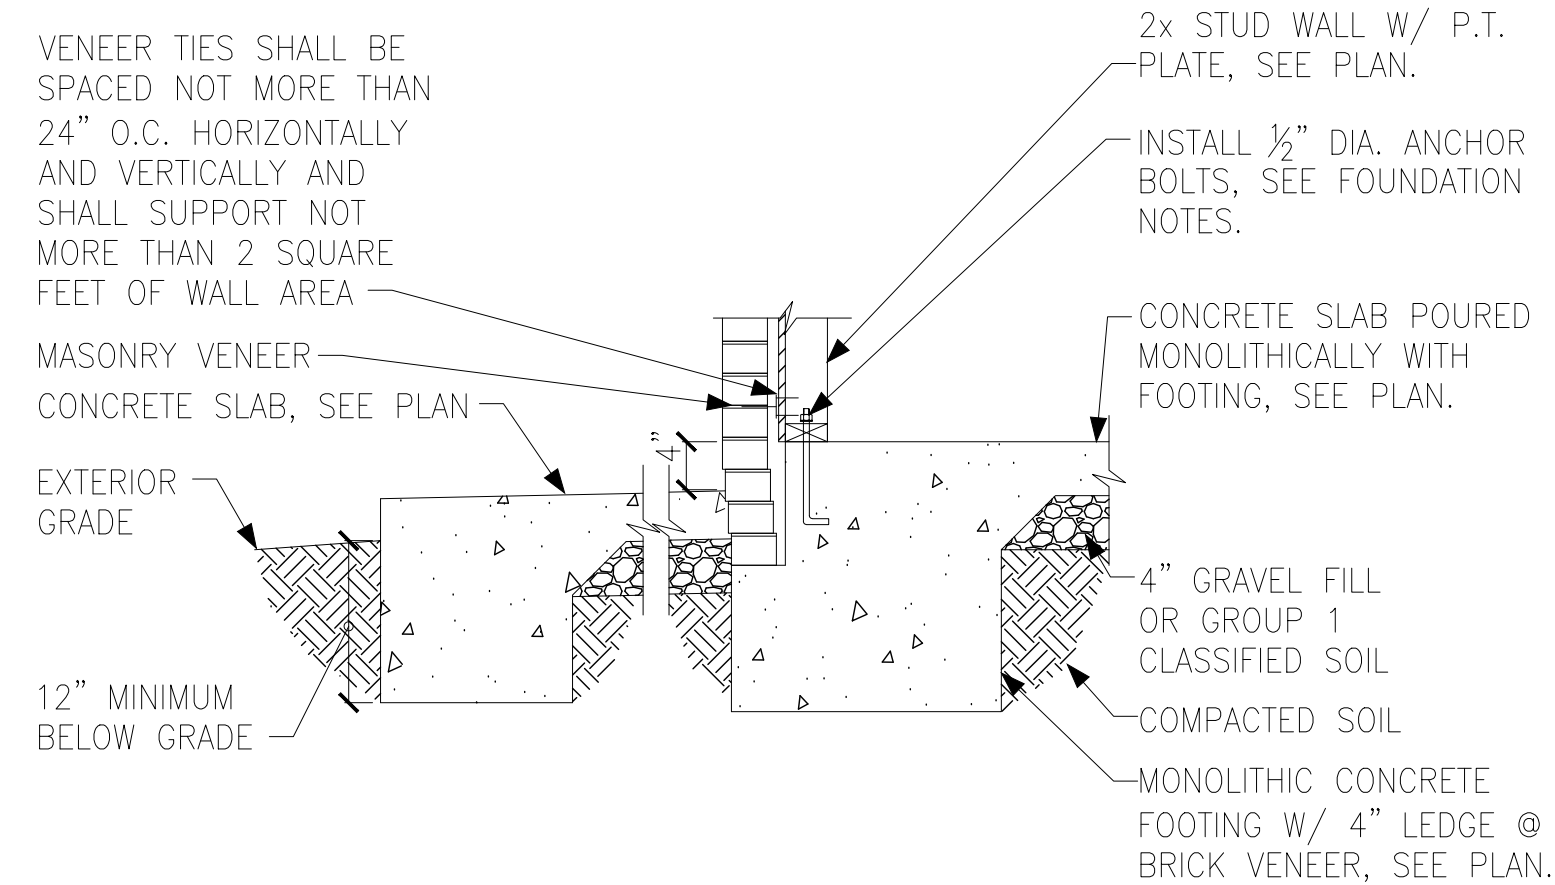 VENEER TIES SHALL BE
SPACED NOT MORE THAN
24" O.C. HORIZONTALLY
AND VERTICALLY AND
SHALL SUPPORT NOT
MORE THAN 2 SQUARE
FEET OF WALL AREA
MASONRY VENEER
CONCRETE SLAB, SEE PLAN
EXTERIOR
GRADE
12" MINIMUM
BELOW GRADE
4"
2x STUD WALL W/ P.T.
PLATE, SEE PLAN.
INSTALL ½" DIA. ANCHOR
BOLTS, SEE FOUNDATION
NOTES.
CONCRETE SLAB POURED
MONOLITHICALLY WITH
FOOTING, SEE PLAN.
4" GRAVEL FILL
OR GROUP 1
CLASSIFIED SOIL
COMPACTED SOIL
MONOLITHIC CONCRETE
FOOTING W/ 4" LEDGE @
BRICK VENEER, SEE PLAN.